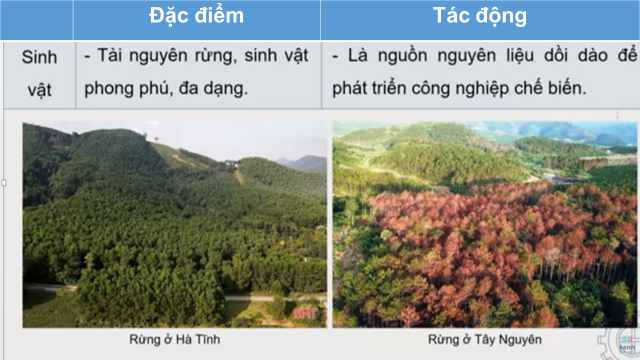 Đặc điểm
Tác động
Sinh
vật
- Tài nguyên rừng, sinh vật
phong phú, đa dạng.
- Là nguồn nguyên liệu dồi dào để
phát triển công nghiệp chế biến.
Rừng ở Hà Tĩnh
Rừng ở Tây Nguyên
kenh